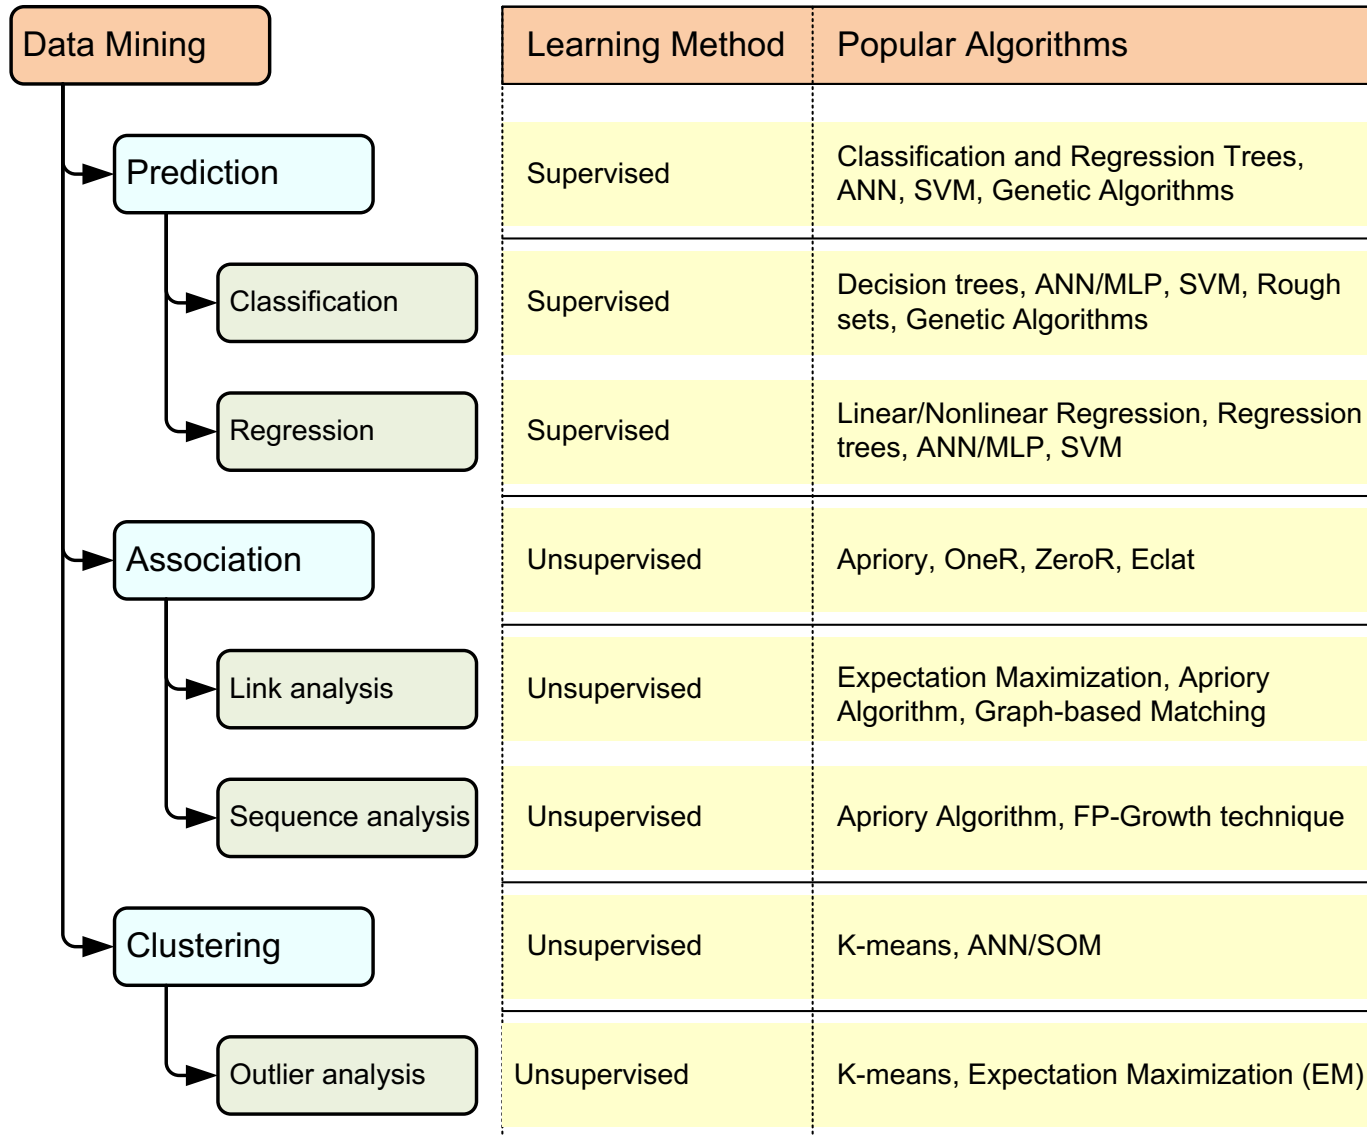 Data Mining
Learning Method
Popular Algorithms
Prediction
Supervised
Classification and Regression Trees,
ANN, SVM, Genetic Algorithms
Classification
Supervised
Decision trees, ANN/MLP, SVM, Rough
sets, Genetic Algorithms
Regression
Supervised
Linear/Nonlinear Regression, Regression
trees, ANN/MLP, SVM
Association
Unsupervised
Apriory, OneR, ZeroR, Eclat
Link analysis
Unsupervised
Expectation Maximization, Apriory
Algorithm, Graph-based Matching
Sequence analysis
Unsupervised
Apriory Algorithm, FP-Growth technique
Clustering
Unsupervised
K-means, ANN/SOM
Outlier analysis
Unsupervised
K-means, Expectation Maximization (EM)